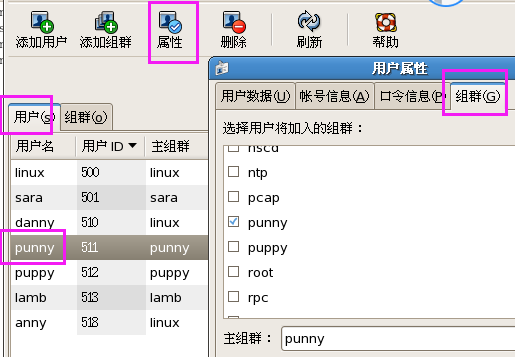 添加用户 添加组群 属性 删除 刷新 帮助
用户(s) 组群(o)
用户名 用户 ID 主组群
linux 500 linux
sara 501 sara
danny 510 linux
punny 511 punny
puppy 512 puppy
lamb 513 lamb
anny 518 linux
用户属性
用户数据(U) 帐号信息(A) 口令信息(P) 组群(G)
选择用户将加入的组群：
nscd
ntp
pcap
punny
puppy
root
rpc
主组群： punny